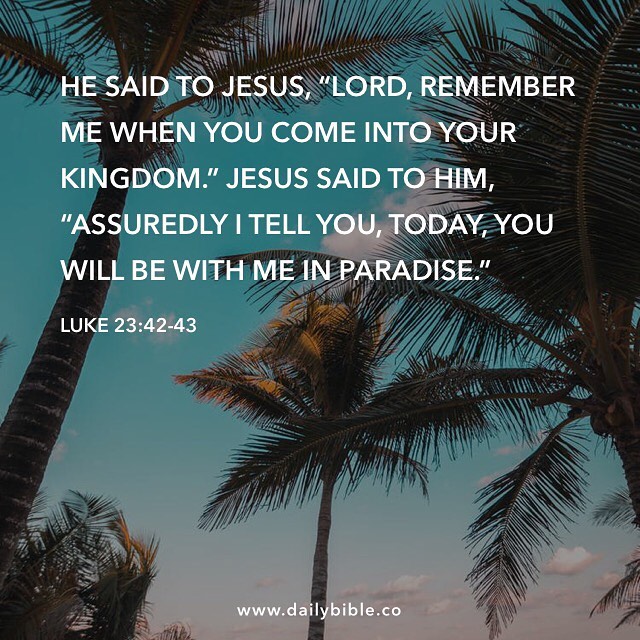 HE SAID TO JESUS, “LORD, REMEMBER
ME WHEN YOU COME INTO YOUR
KINGDOM.” JESUS SAID TO HIM,
“ASSUREDLY I TELL YOU, TODAY, YOU
WILL BE WITH ME IN PARADISE.”
LUKE 23:42-43
www.dailybible.co